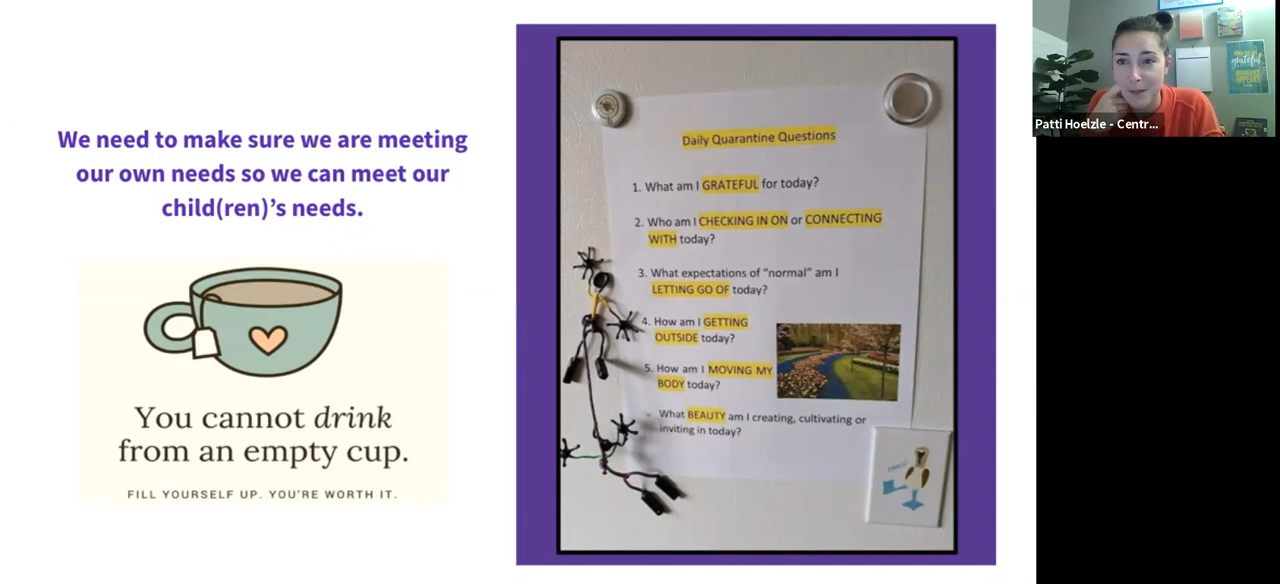 We need to make sure we are meeting
our own needs so we can meet our
child(ren)'s needs.
You cannot drink
from an empty cup.
FILL YOURSELF UP. YOU'RE WORTH IT.
Daily Quarantine Questions
1. What am I GRATEFUL for today?
2. Who am I CHECKING IN ON or CONNECTING
WITH today?
3. What expectations of "normal" am I
LETTING GO OF today?
4. How am I GETTING
OUTSIDE today?
5. How am I MOVING MY
BODY today?
What BEAUTY am I creating, cultivating or
inviting in today?
grateful
Patti Hoelzle - Centr...